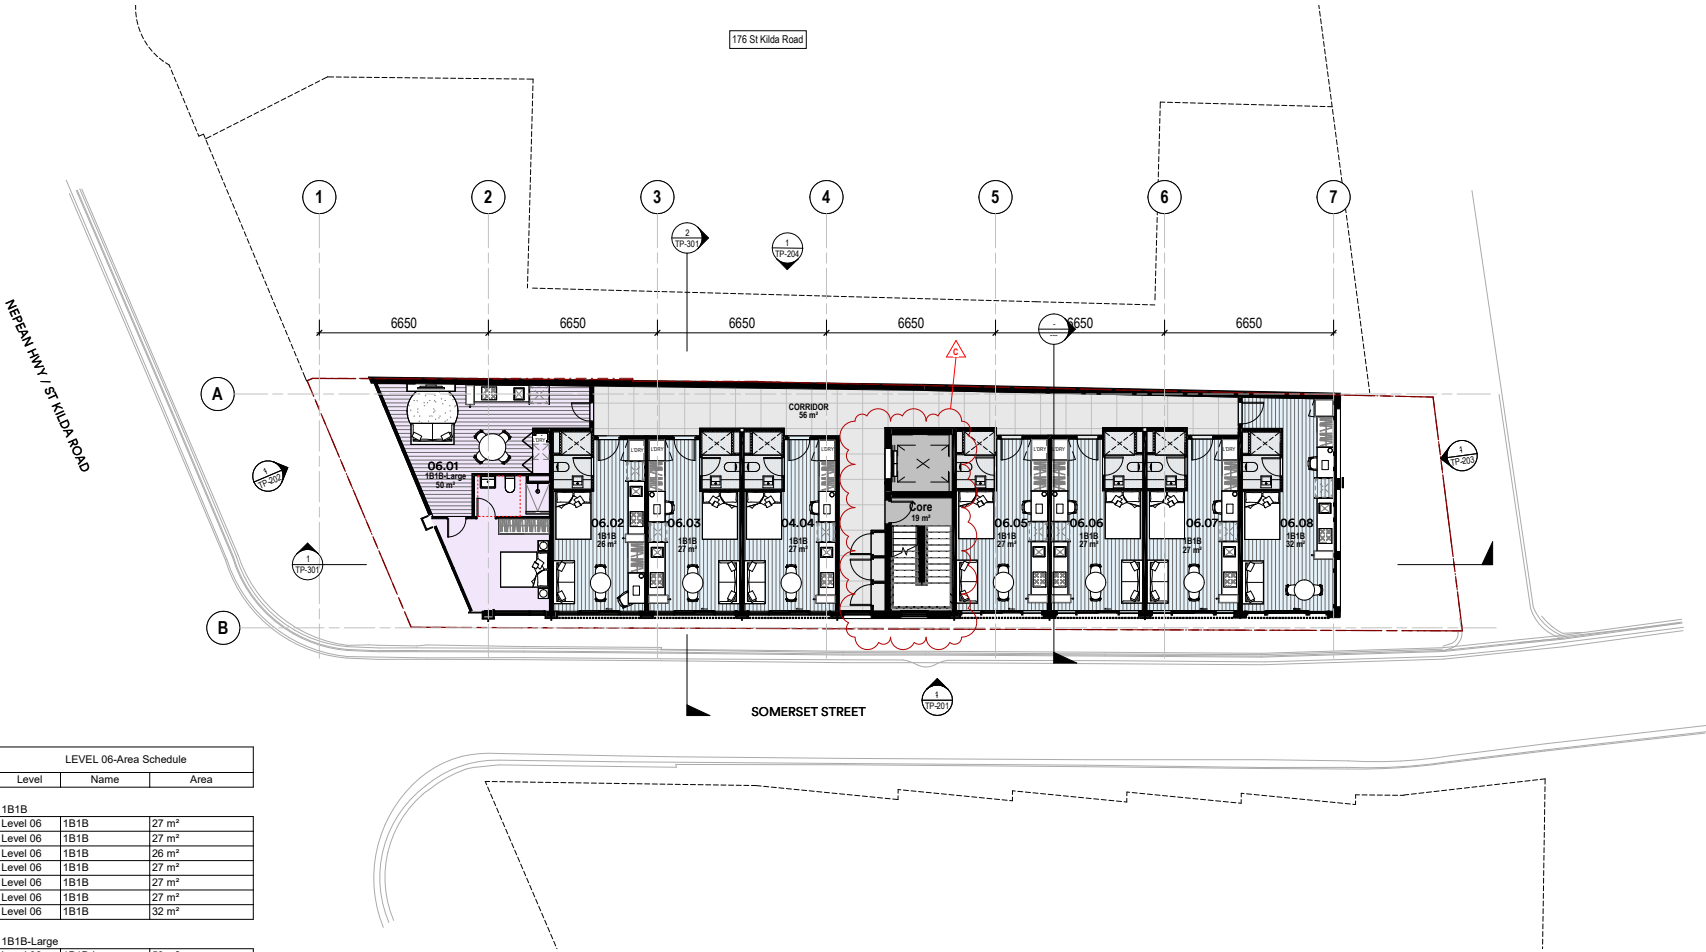 176 St Kilda Road
1
2
3
4
5
6
7
2
TP-301
1
TP-204
NEPEAN HWY / ST KILDA ROAD
6650
6650
6650
6650
6650
6650
C
A
CORRIDOR
56 m²
L'DRY
L'DRY
L'DRY
L'DRY
L'DRY
L'DRY
06.01
1B1B-Large
50 m²
1
TP-202
1
TP-203
06.02
1B1B
26 m²
06.03
1B1B
27 m²
04.04
1B1B
27 m²
Core
19 m²
06.05
1B1B
27 m²
06.06
1B1B
27 m²
06.07
1B1B
27 m²
06.08
1B1B
32 m²
1
TP-301
B
1
TP-201
SOMERSET STREET
LEVEL 06-Area Schedule
Level Name Area
1B1B
Level 06 1B1B 27 m²
Level 06 1B1B 27 m²
Level 06 1B1B 26 m²
Level 06 1B1B 27 m²
Level 06 1B1B 27 m²
Level 06 1B1B 27 m²
Level 06 1B1B 32 m²
1B1B-Large